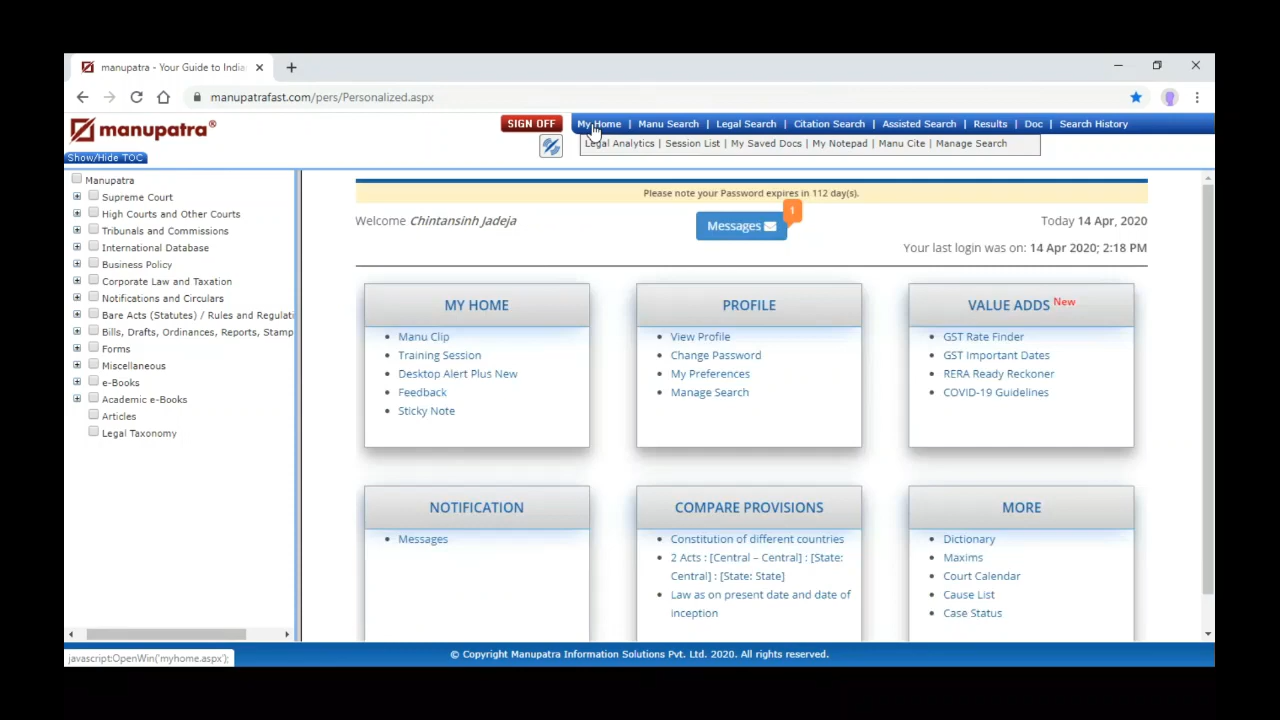 manupatra - Your Guide to India
manupatrafast.com/pers/Personalized.aspx
manupatra®
SIGN OFF
My Home | Manu Search | Legal Search | Citation Search | Assisted Search | Results | Doc | Search History
Legal Analytics | Session List | My Saved Docs | My Notepad | Manu Cite | Manage Search
Show/Hide TOC
Manupatra
Supreme Court
High Courts and Other Courts
Tribunals and Commissions
International Database
Business Policy
Corporate Law and Taxation
Notifications and Circulars
Bare Acts (Statutes) / Rules and Regulati
Bills, Drafts, Ordinances, Reports, Stamp
Forms
Miscellaneous
e-Books
Academic e-Books
Articles
Legal Taxonomy
Please note your Password expires in 112 day(s).
Welcome Chintansinh Jadeja
Messages
1
Today 14 Apr, 2020
Your last login was on: 14 Apr 2020; 2:18 PM
MY HOME
Manu Clip
Training Session
Desktop Alert Plus New
Feedback
Sticky Note
PROFILE
View Profile
Change Password
My Preferences
Manage Search
VALUE ADDS New
GST Rate Finder
GST Important Dates
RERA Ready Reckoner
COVID-19 Guidelines
NOTIFICATION
Messages
COMPARE PROVISIONS
Constitution of different countries
2 Acts : [Central – Central] : [State:
Central] : [State: State]
Law as on present date and date of
inception
MORE
Dictionary
Maxims
Court Calendar
Cause List
Case Status
javascript:OpenWin('myhome.aspx');
© Copyright Manupatra Information Solutions Pvt. Ltd. 2020. All rights reserved.